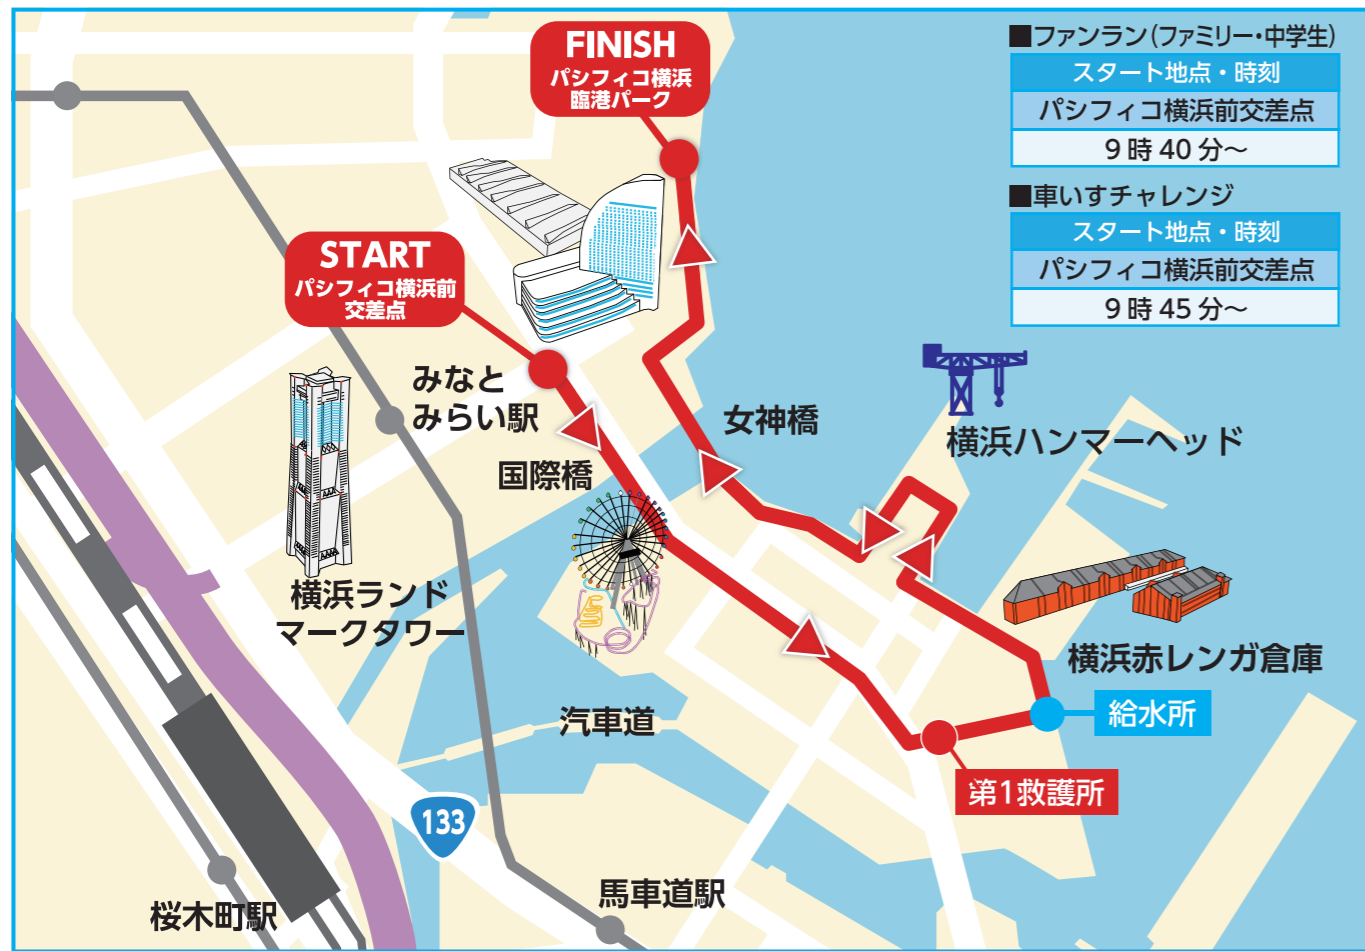 FINISH
パシフィコ横浜
臨港パーク
■ファンラン(ファミリー・中学生)
スタート地点・時刻
パシフィコ横浜前交差点
9時40分～
■車いすチャレンジ
スタート地点・時刻
パシフィコ横浜前交差点
9時45分～
START
パシフィコ横浜前
交差点
みなと
みらい駅
国際橋
女神橋
横浜ハンマーヘッド
横浜ランド
マークタワー
横浜赤レンガ倉庫
給水所
汽車道
第1救護所
133
桜木町駅
馬車道駅